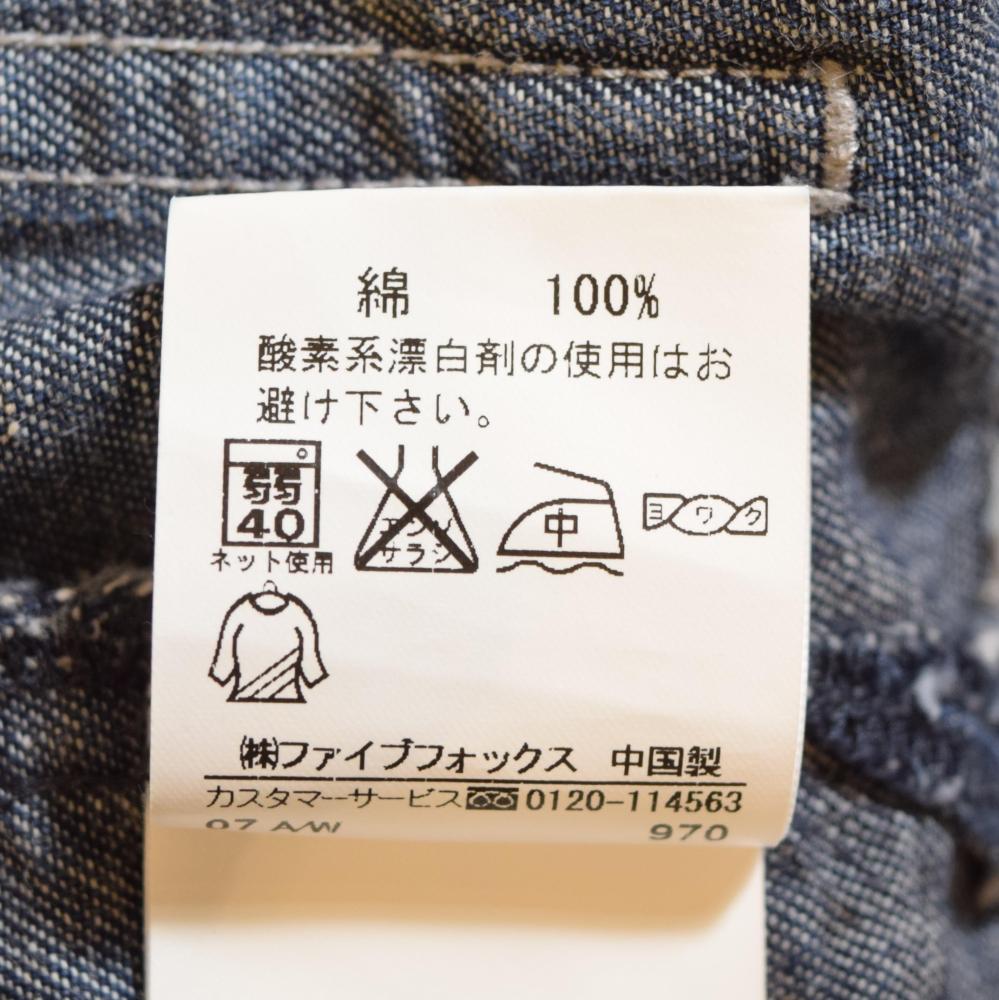 綿 100%
酸素系漂白剤の使用はお
避け下さい。
弱
40
ネット使用
エンソ
サラシ
中
ヨワク
㈱ファイブフォックス 中国製
カスタマーサービス 0120-114563
07 A/W 970